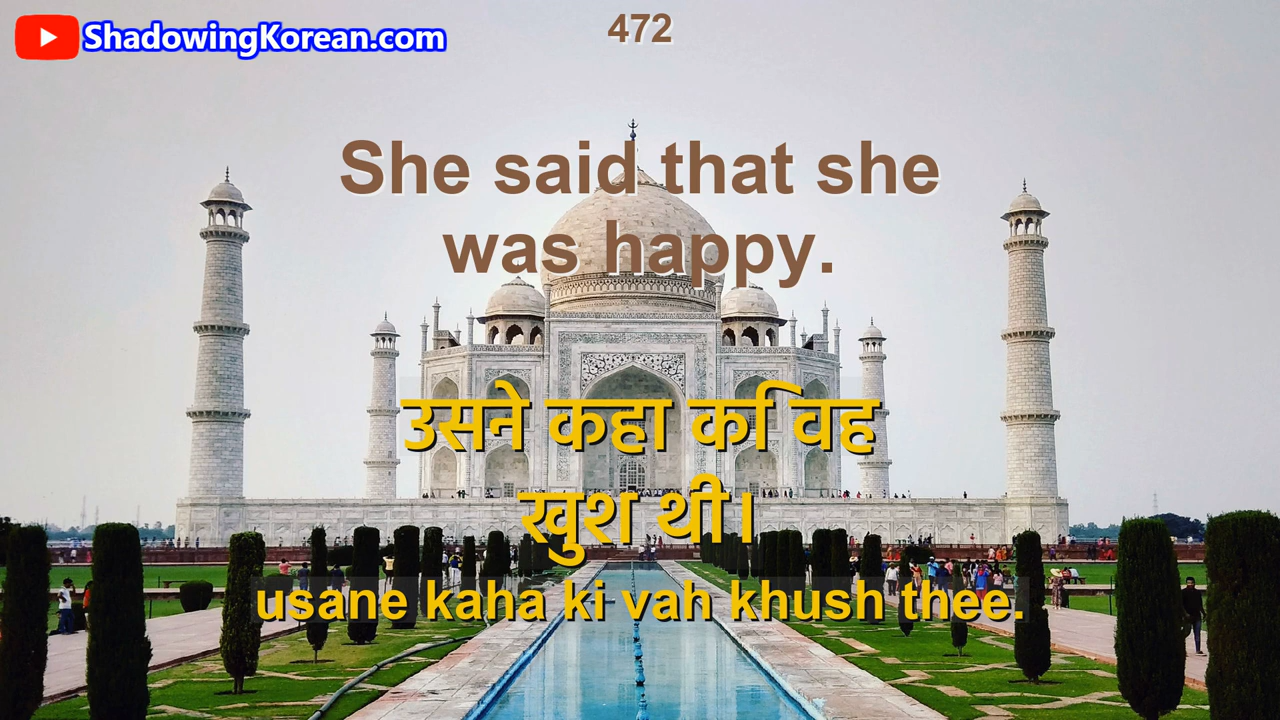 ShadowingKorean.com
472
She said that she
was happy.
उसने कहा कि वह
खुश थी।
usane kaha ki vah khush thee.